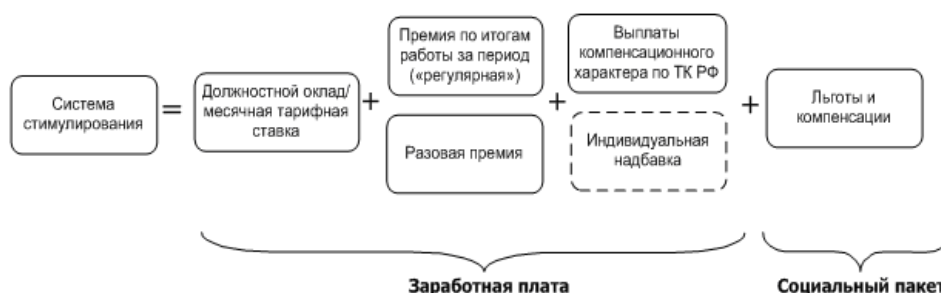 Система
стимулирования
=
Должностной оклад/
месячная тарифная
ставка
+
Премия по итогам
работы за период
(«регулярная»)
Разовая премия
+
Выплаты
компенсационного
характера по ТК РФ
Индивидуальная
надбавка
+
Льготы и
компенсации
Заработная плата
Социальный пакет